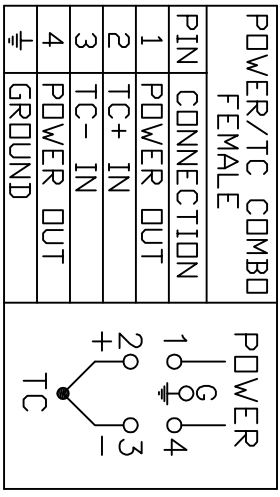 POWER/TC COMBO
FEMALE
PIN CONNECTION
1 POWER OUT
2 TC+ IN
3 TC- IN
4 POWER OUT
⏚ GROUND
POWER
1 G 4
2 3
+ -
TC